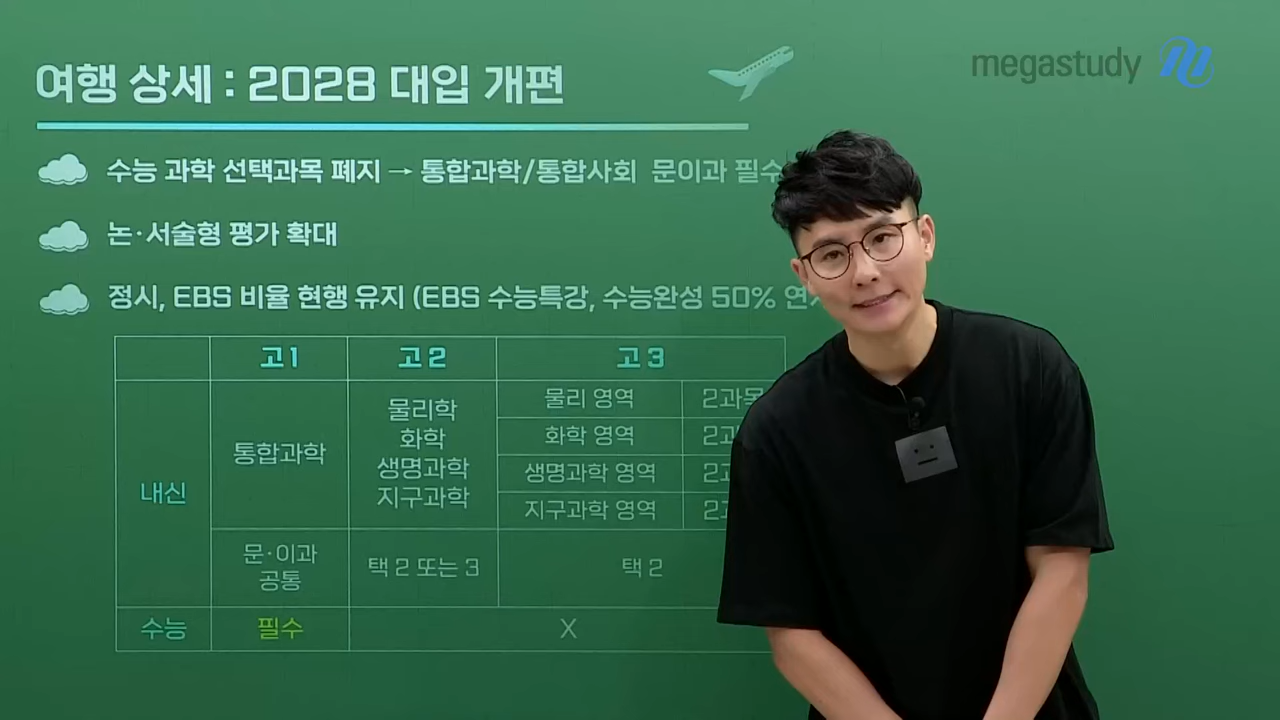 여행 상세 : 2028 대입 개편
megastudy
수능 과학 선택과목 폐지 → 통합과학/통합사회 문이과 필수
논·서술형 평가 확대
정시, EBS 비율 현행 유지 (EBS 수능특강, 수능완성 50%
고1 고2 고3
내신
통합과학
물리학
화학
생명과학
지구과학
물리 영역 2과목
화학 영역
생명과학 영역
지구과학 영역
문·이과
공통
택 2 또는 3
택 2
수능 필수 X